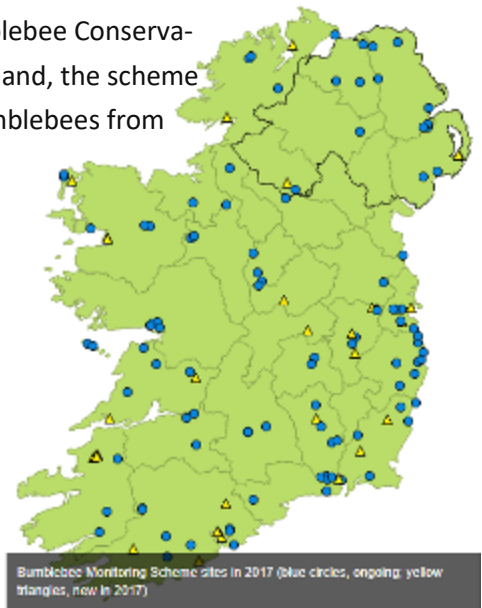 lebee Conserva-
and, the scheme
mblebees from
Bumblebee Monitoring Scheme sites in 2017 (blue circles, ongoing; yellow
triangles, new in 2017)